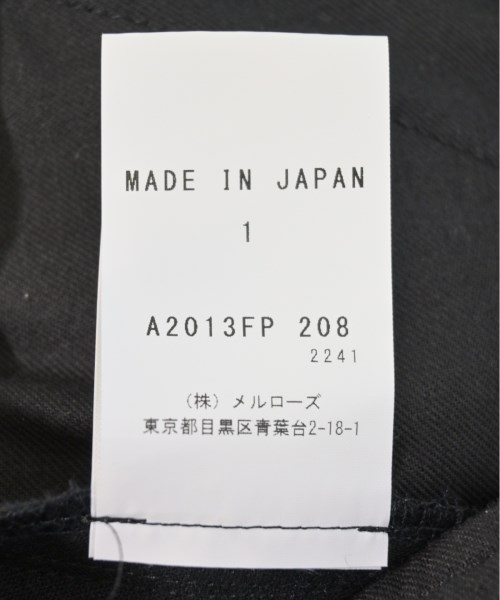 MADE IN JAPAN
1
A2013FP 208
2241
(株) メルローズ
東京都目黒区青葉台2-18-1